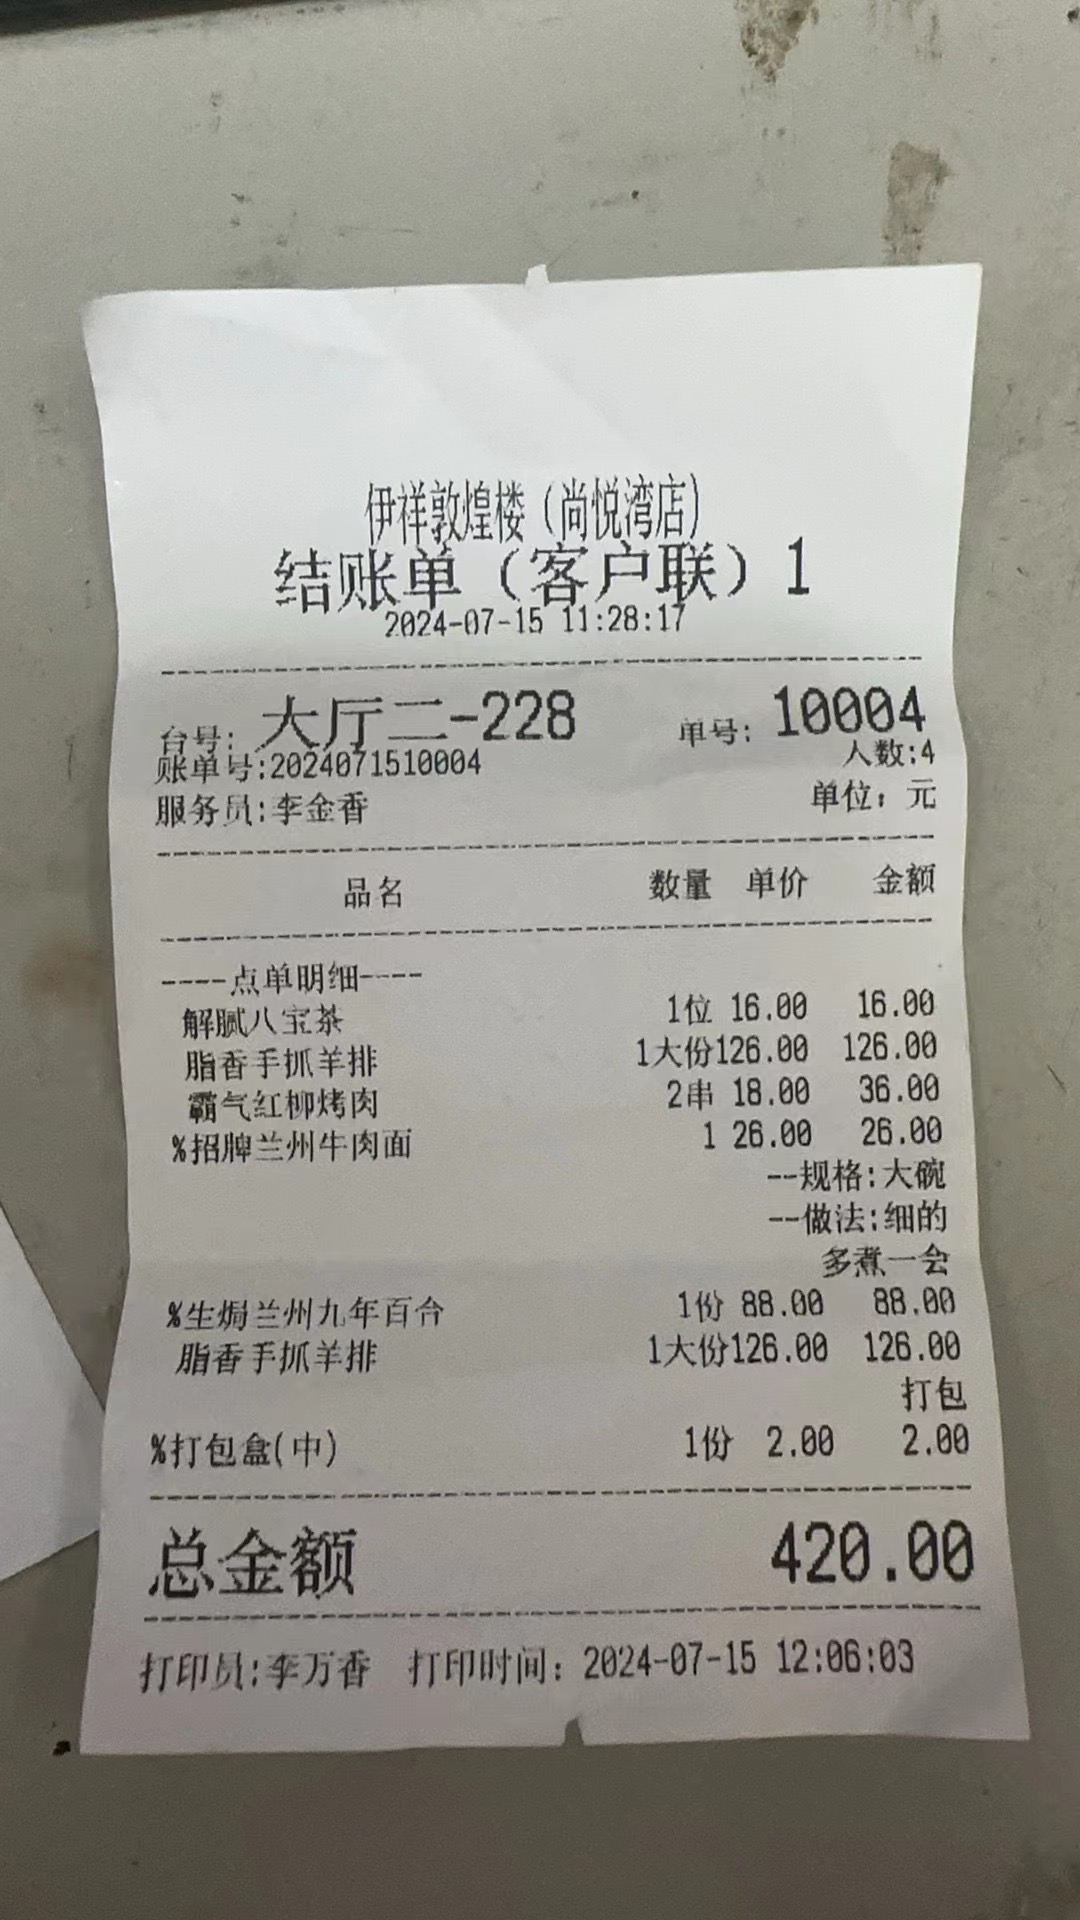 伊祥敦煌楼（尚悦湾店）
结账单（客户联）1
2024-07-15 11:28:17
台号: 大厅二-228 单号: 10004
账单号:2024071510004 人数:4
服务员:李金香 单位：元
品名 数量 单价 金额
----点单明细----
解腻八宝茶 1位 16.00 16.00
脂香手抓羊排 1大份126.00 126.00
霸气红柳烤肉 2串 18.00 36.00
%招牌兰州牛肉面 1 26.00 26.00
--规格:大碗
--做法:细的
多煮一会
%生焗兰州九年百合 1份 88.00 88.00
脂香手抓羊排 1大份126.00 126.00
打包
%打包盒(中) 1份 2.00 2.00
总金额 420.00
打印员:李万香 打印时间: 2024-07-15 12:06:03